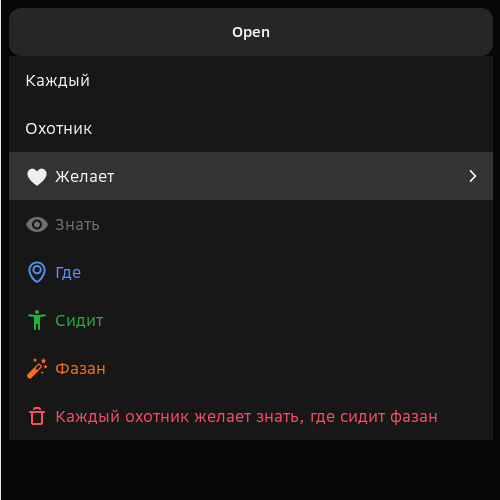 Open
Каждый
Охотник
Желает
Знать
Где
Сидит
Фазан
Каждый охотник желает знать, где сидит фазан